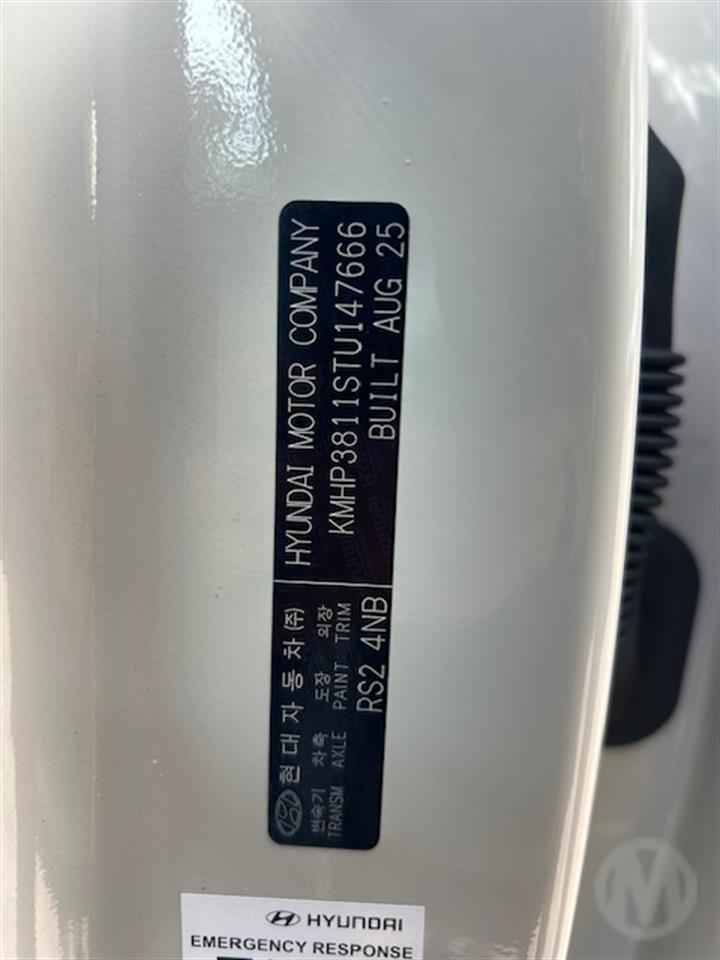 현대자동차(주) HYUNDAI MOTOR COMPANY
변속기 차축 도장 의장 KMHP3811STU147666
TRANSM AXLE PAINT TRIM BUILT AUG 25
RS2 4NB
HYUNDAI
EMERGENCY RESPONSE
M